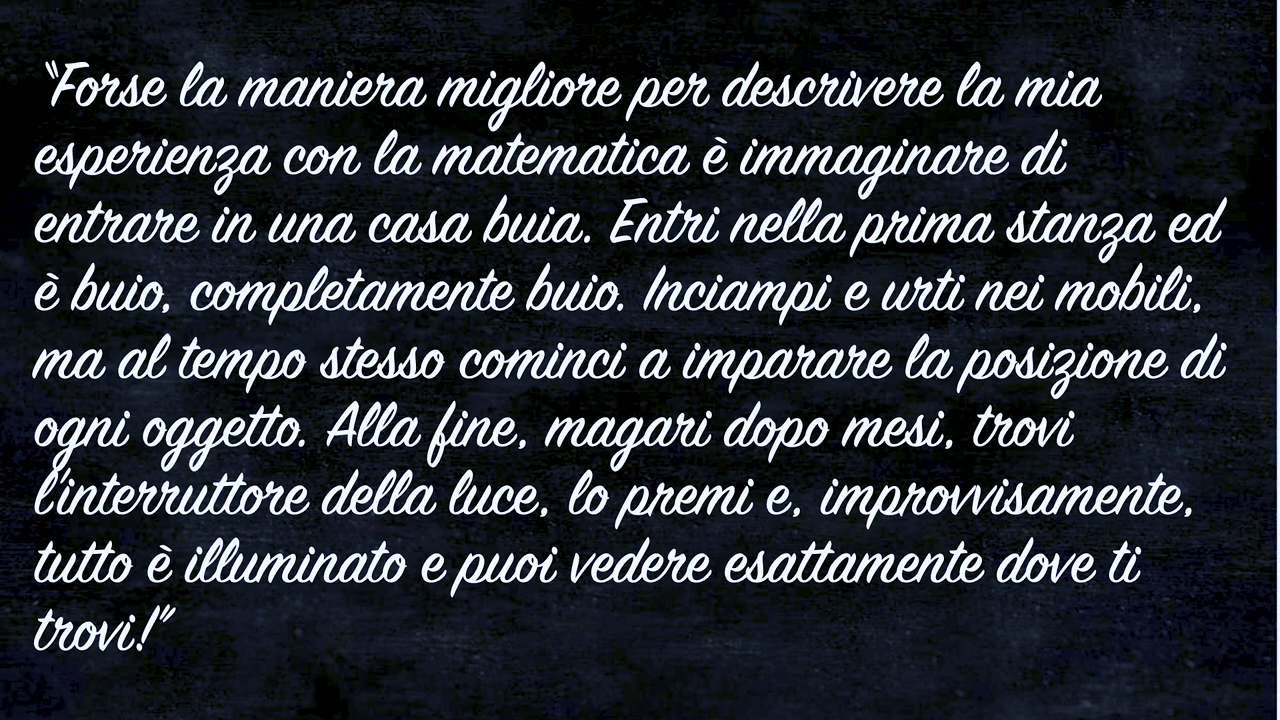 “Forse la maniera migliore per descrivere la mia
esperienza con la matematica è immaginare di
entrare in una casa buia. Entri nella prima stanza ed
è buio, completamente buio. Inciampi e urti nei mobili,
ma al tempo stesso cominci a imparare la posizione di
ogni oggetto. Alla fine, magari dopo mesi, trovi
l'interruttore della luce, lo premi e, improvvisamente,
tutto è illuminato e puoi vedere esattamente dove ti
trovi!”